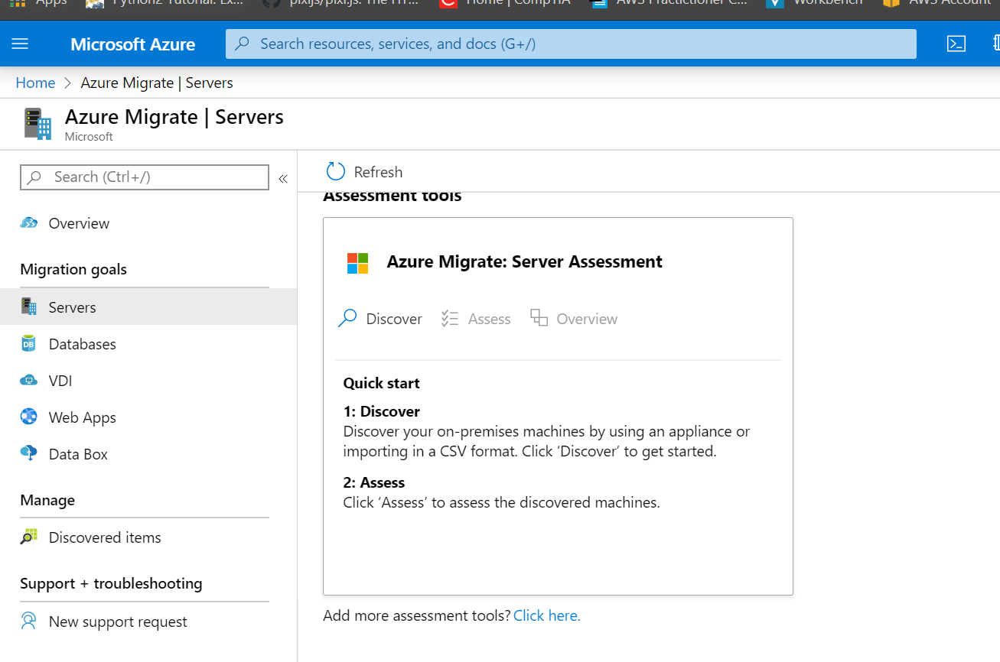 Apps Python2 Tutorial: Ex... pixijs/pixi.js: The HT... Home | CompTIA AWS Practictioner C... Workbench AWS Account
Microsoft Azure Search resources, services, and docs (G+/)
Home > Azure Migrate | Servers
Azure Migrate | Servers
Microsoft
Search (Ctrl+/) «
Overview
Migration goals
Servers
Databases
DB
VDI
Web Apps
Data Box
Manage
Discovered items
Support + troubleshooting
New support request
Refresh
Assessment tools
Azure Migrate: Server Assessment
Discover Assess Overview
Quick start
1: Discover
Discover your on-premises machines by using an appliance or
importing in a CSV format. Click ‘Discover’ to get started.
2: Assess
Click ‘Assess’ to assess the discovered machines.
Add more assessment tools? Click here.